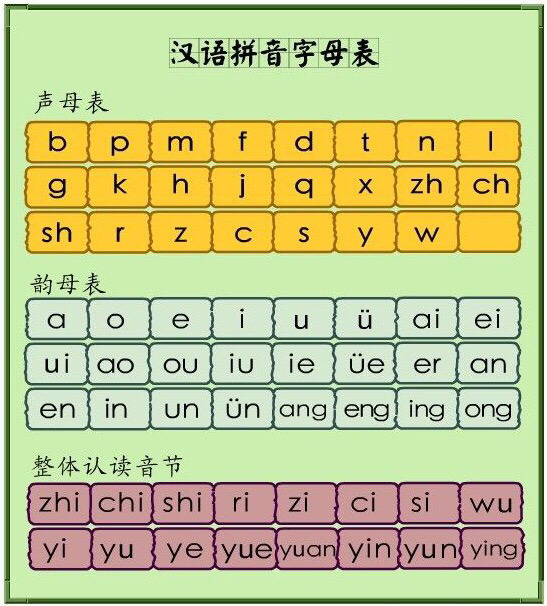 汉语拼音字母表
声母表
b p m f d t n l
g k h j q x zh ch
sh r z c s y w
韵母表
a o e i u ü ai ei
ui ao ou iu ie üe er an
en in un ün ang eng ing ong
整体认读音节
zhi chi shi ri zi ci si wu
yi yu ye yue yuan yin yun ying